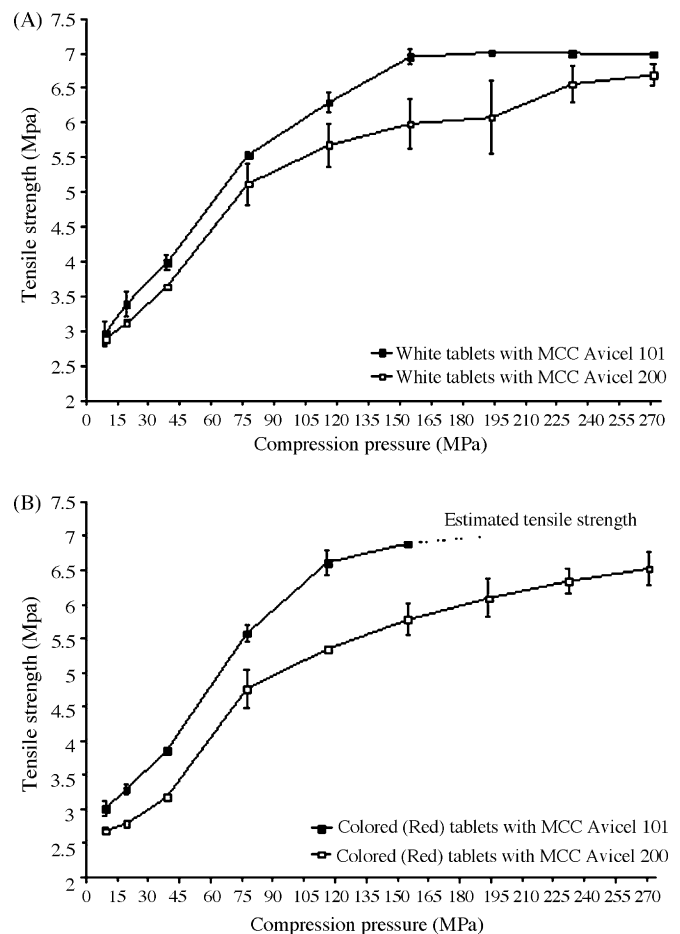 (A)
7.5
7
6.5
6
5.5
5
4.5
4
3.5
3
2.5
2
Tensile strength (Mpa)
White tablets with MCC Avicel 101
White tablets with MCC Avicel 200
0 15 30 45 60 75 90 105 120 135 150 165 180 195 210 225 240 255 270
Compression pressure (MPa)
(B)
7.5
7
6.5
6
5.5
5
4.5
4
3.5
3
2.5
2
Tensile strength (Mpa)
Estimated tensile strength
Colored (Red) tablets with MCC Avicel 101
Colored (Red) tablets with MCC Avicel 200
0 15 30 45 60 75 90 105 120 135 150 165 180 195 210 225 240 255 270
Compression pressure (MPa)